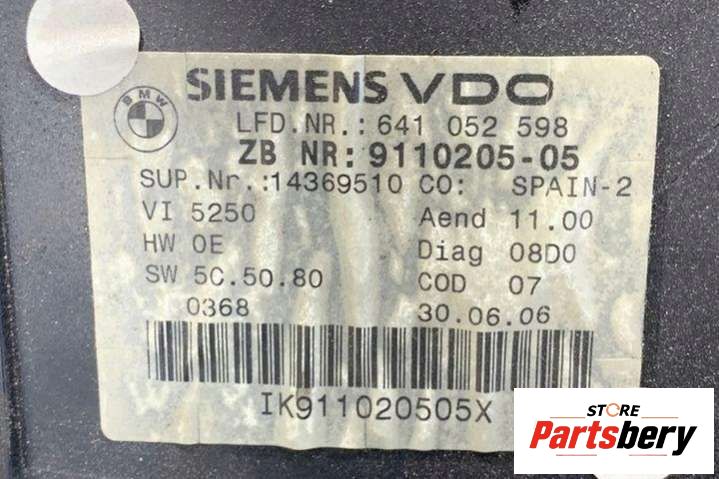 BMW
SIEMENS VDO
LFD.NR.: 641 052 598
ZB NR: 9110205-05
SUP.Nr.:14369510 CO: SPAIN-2
VI 5250 Aend 11.00
HW 0E Diag 08D0
SW 5C.50.80 COD 07
0368 30.06.06
IK911020505X
STORE
Partsbery